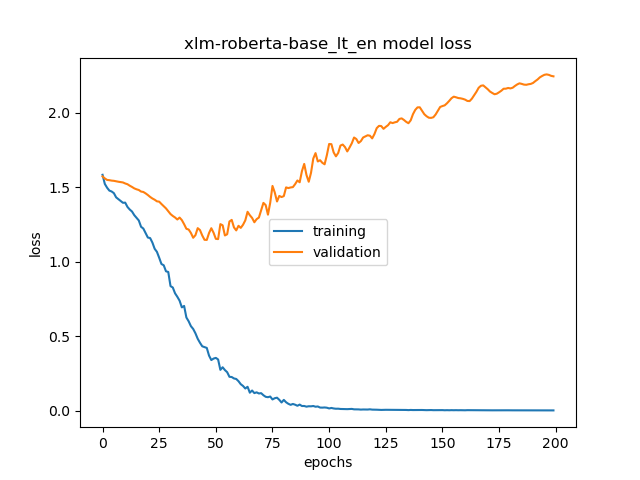 xlm-roberta-base_lt_en model loss
2.0
1.5
1.0
0.5
0.0
loss
training
validation
0 25 50 75 100 125 150 175 200
epochs